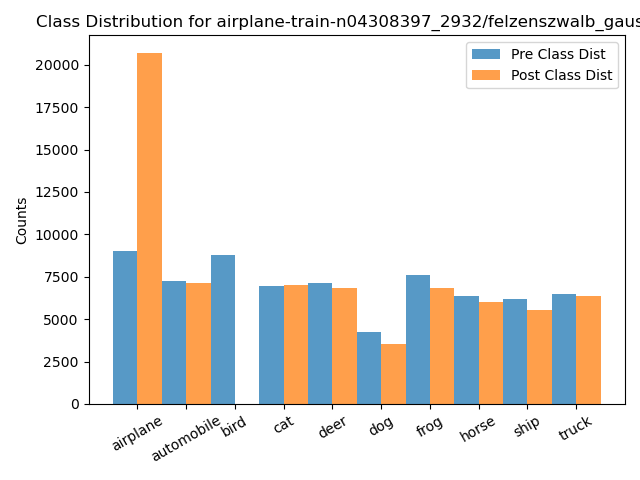 Class Distribution for airplane-train-n04308397_2932/felzenszwalb_gaus
Pre Class Dist
Post Class Dist
20000
17500
15000
12500
10000
7500
5000
2500
0
Counts
airplane
automobile
bird
cat
deer
dog
frog
horse
ship
truck